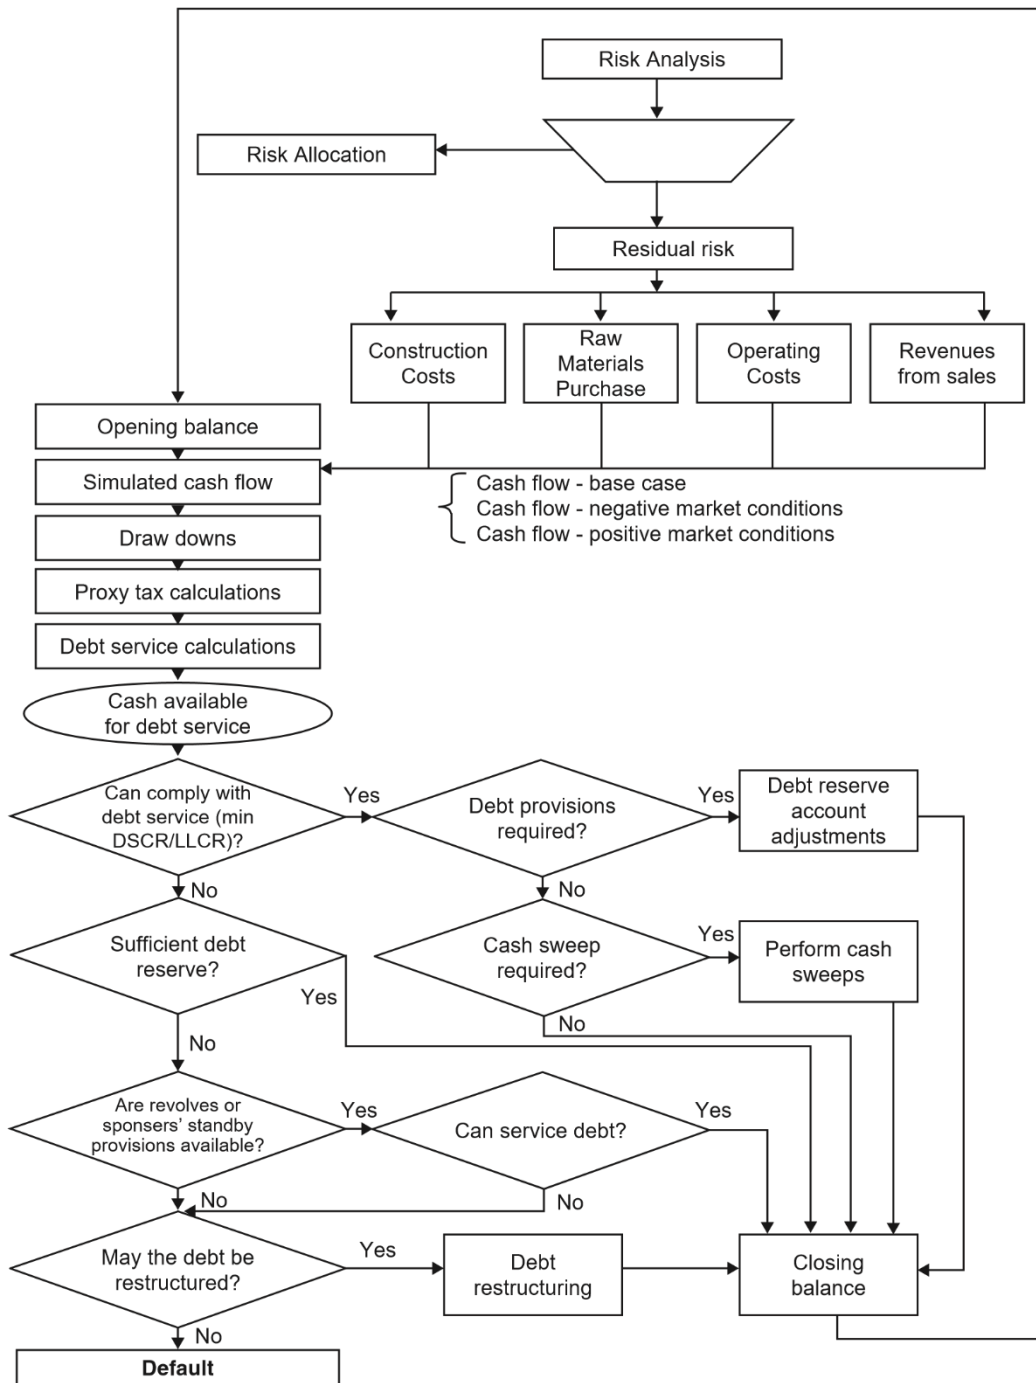 Risk Analysis
Risk Allocation
Residual risk
Construction
Costs
Raw
Materials
Purchase
Operating
Costs
Revenues
from sales
Opening balance
Simulated cash flow
Cash flow - base case
Cash flow - negative market conditions
Cash flow - positive market conditions
Draw downs
Proxy tax calculations
Debt service calculations
Cash available
for debt service
Can comply with
debt service (min
DSCR/LLCR)?
Yes
Debt provisions
required?
Yes
Debt reserve
account
adjustments
No
No
Sufficient debt
reserve?
Yes
Cash sweep
required?
Yes
Perform cash
sweeps
No
No
Are revolves or
sponsers' standby
provisions available?
Yes
Can service debt?
Yes
No
No
May the debt be
restructured?
Yes
Debt
restructuring
Closing
balance
No
Default